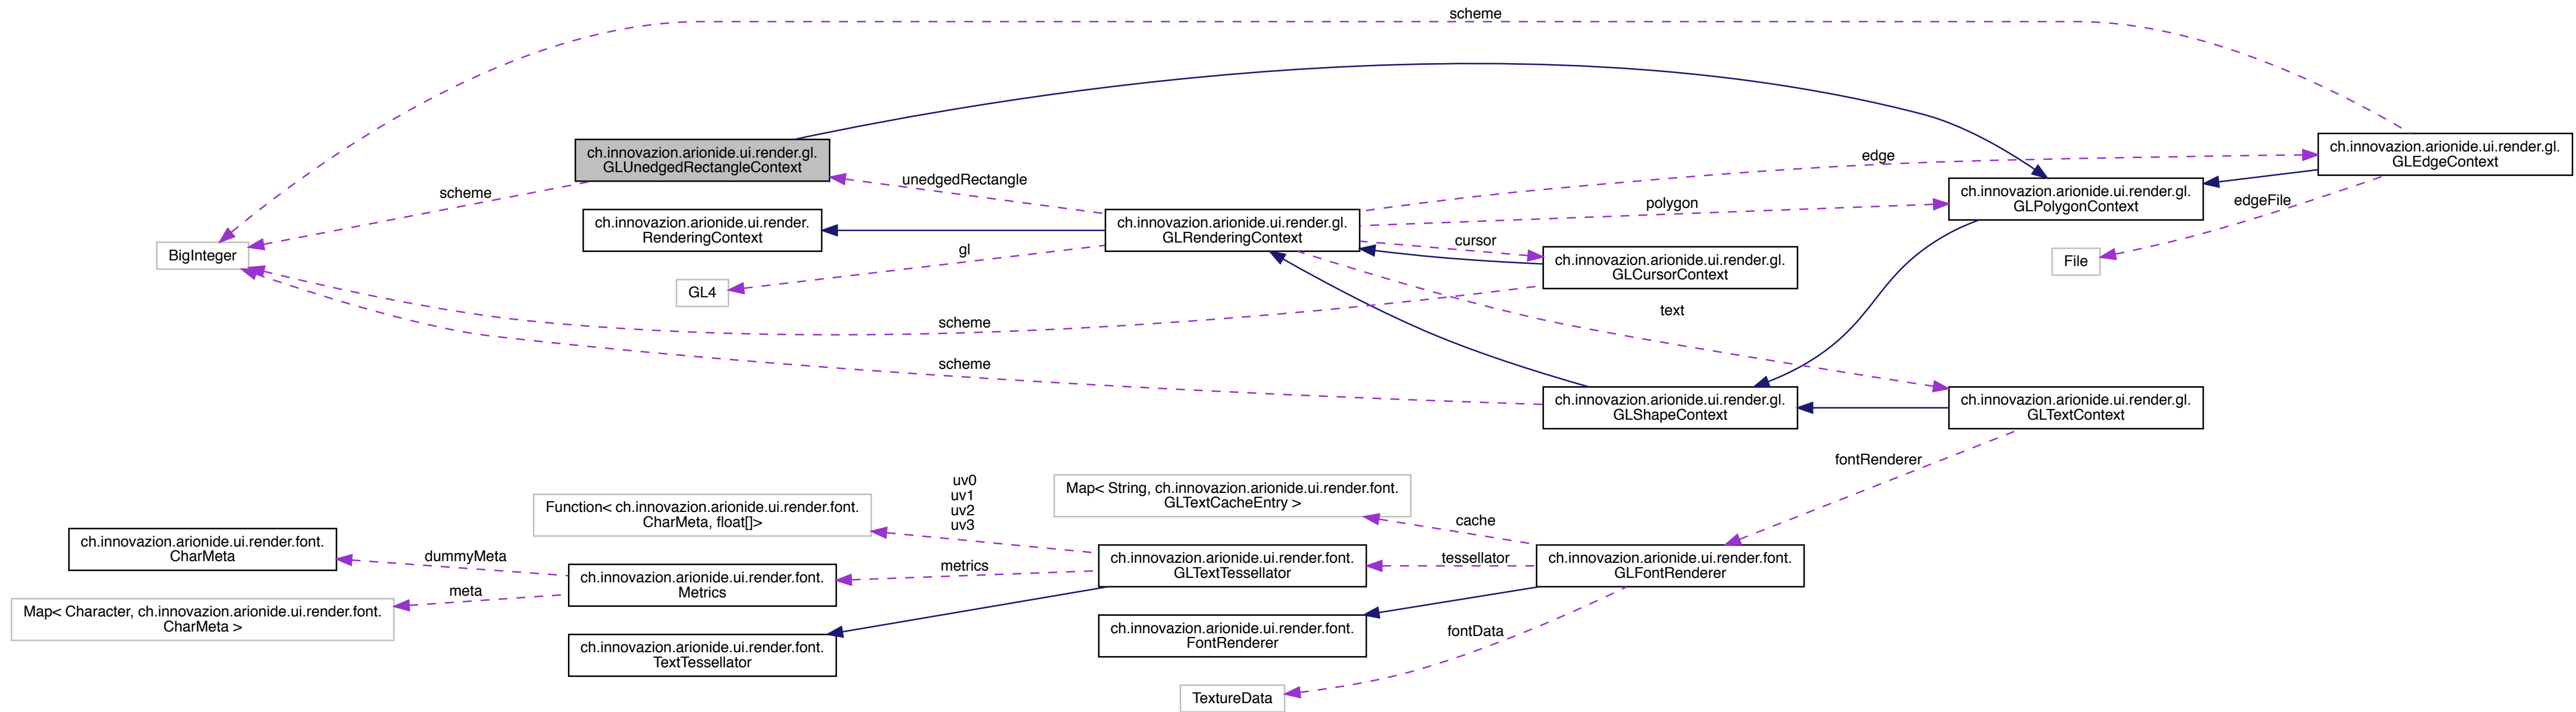 scheme
ch.innovazion.arionide.ui.render.gl.
GLUnedgedRectangleContext
ch.innovazion.arionide.ui.render.gl.
GLEdgeContext
edge
unedgedRectangle
scheme
ch.innovazion.arionide.ui.render.gl.
GLPolygonContext
edgeFile
polygon
ch.innovazion.arionide.ui.render.
RenderingContext
ch.innovazion.arionide.ui.render.gl.
GLRenderingContext
cursor
gl
BigInteger
ch.innovazion.arionide.ui.render.gl.
GLCursorContext
File
GL4
text
scheme
scheme
ch.innovazion.arionide.ui.render.gl.
GLShapeContext
ch.innovazion.arionide.ui.render.gl.
GLTextContext
fontRenderer
uv0
uv1
uv2
uv3
Map< String, ch.innovazion.arionide.ui.render.font.
GLTextCacheEntry >
Function< ch.innovazion.arionide.ui.render.font.
CharMeta, float[]>
cache
ch.innovazion.arionide.ui.render.font.
CharMeta
dummyMeta
metrics
ch.innovazion.arionide.ui.render.font.
GLTextTessellator
tessellator
ch.innovazion.arionide.ui.render.font.
GLFontRenderer
ch.innovazion.arionide.ui.render.font.
Metrics
meta
Map< Character, ch.innovazion.arionide.ui.render.font.
CharMeta >
ch.innovazion.arionide.ui.render.font.
FontRenderer
fontData
ch.innovazion.arionide.ui.render.font.
TextTessellator
TextureData